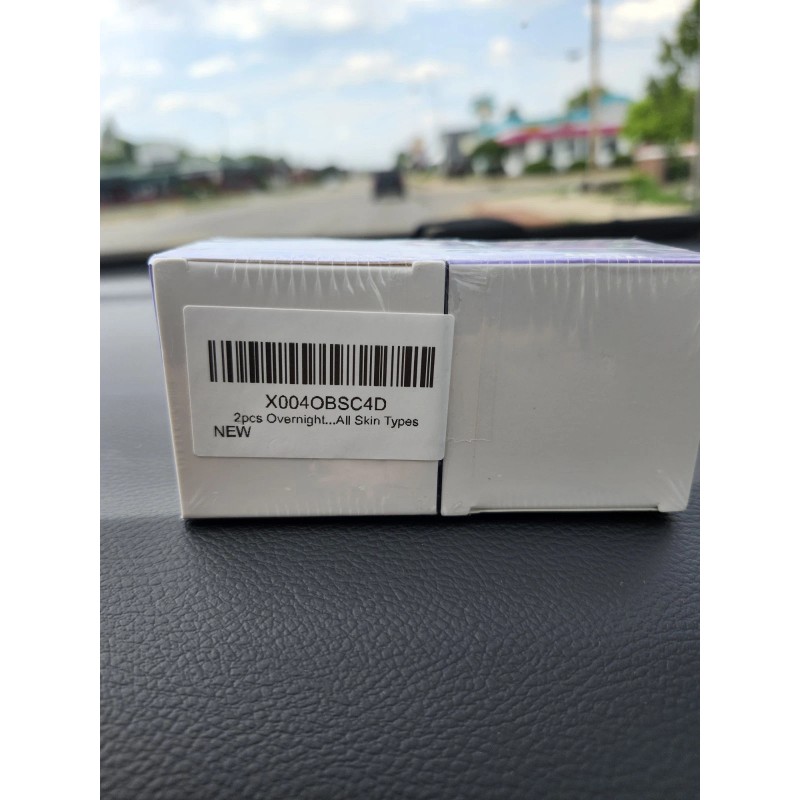 X004OBSC4D
2pcs Overnight...All Skin Types
NEW